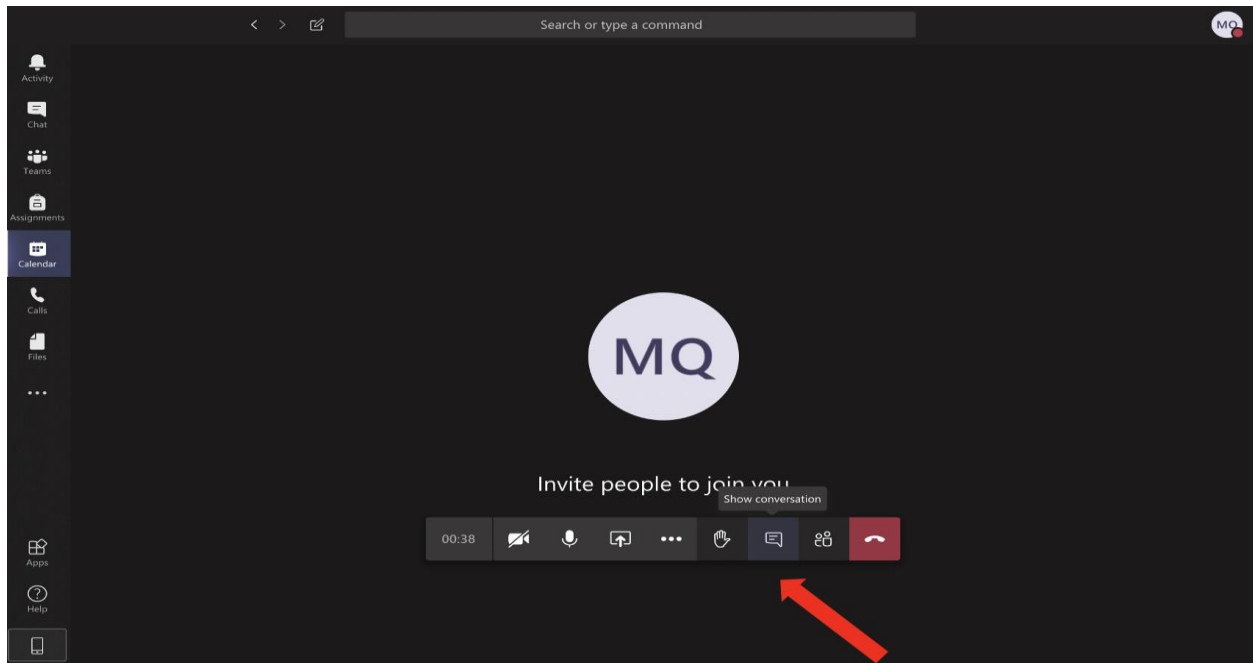 Search or type a command
MQ
Activity
Chat
Teams
Assignments
Calendar
Calls
Files
MQ
Invite people to join you
Show conversation
00:38
Apps
Help